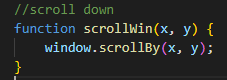 //scroll down
function scrollWin(x, y) {
    window.scrollBy(x, y);
}